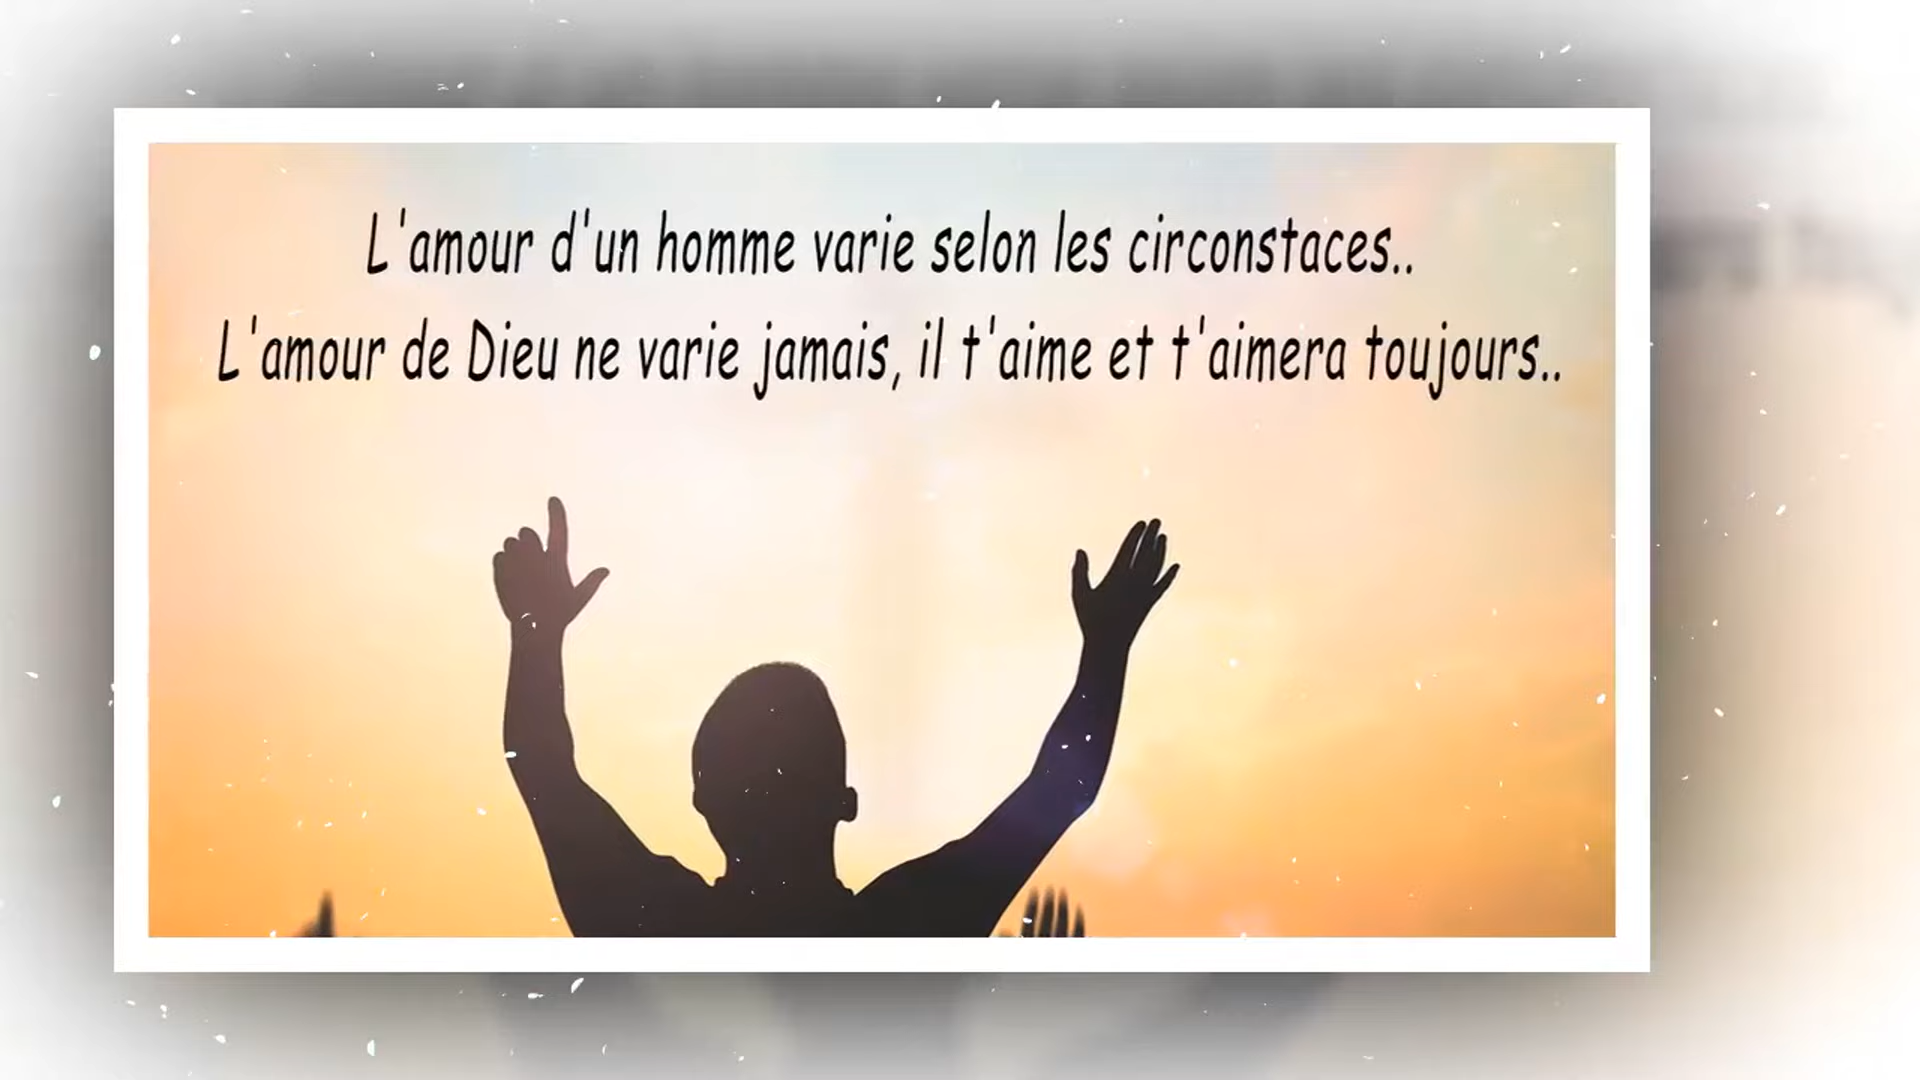 L'amour d'un homme varie selon les circonstaces..
L'amour de Dieu ne varie jamais, il t'aime et t'aimera toujours..